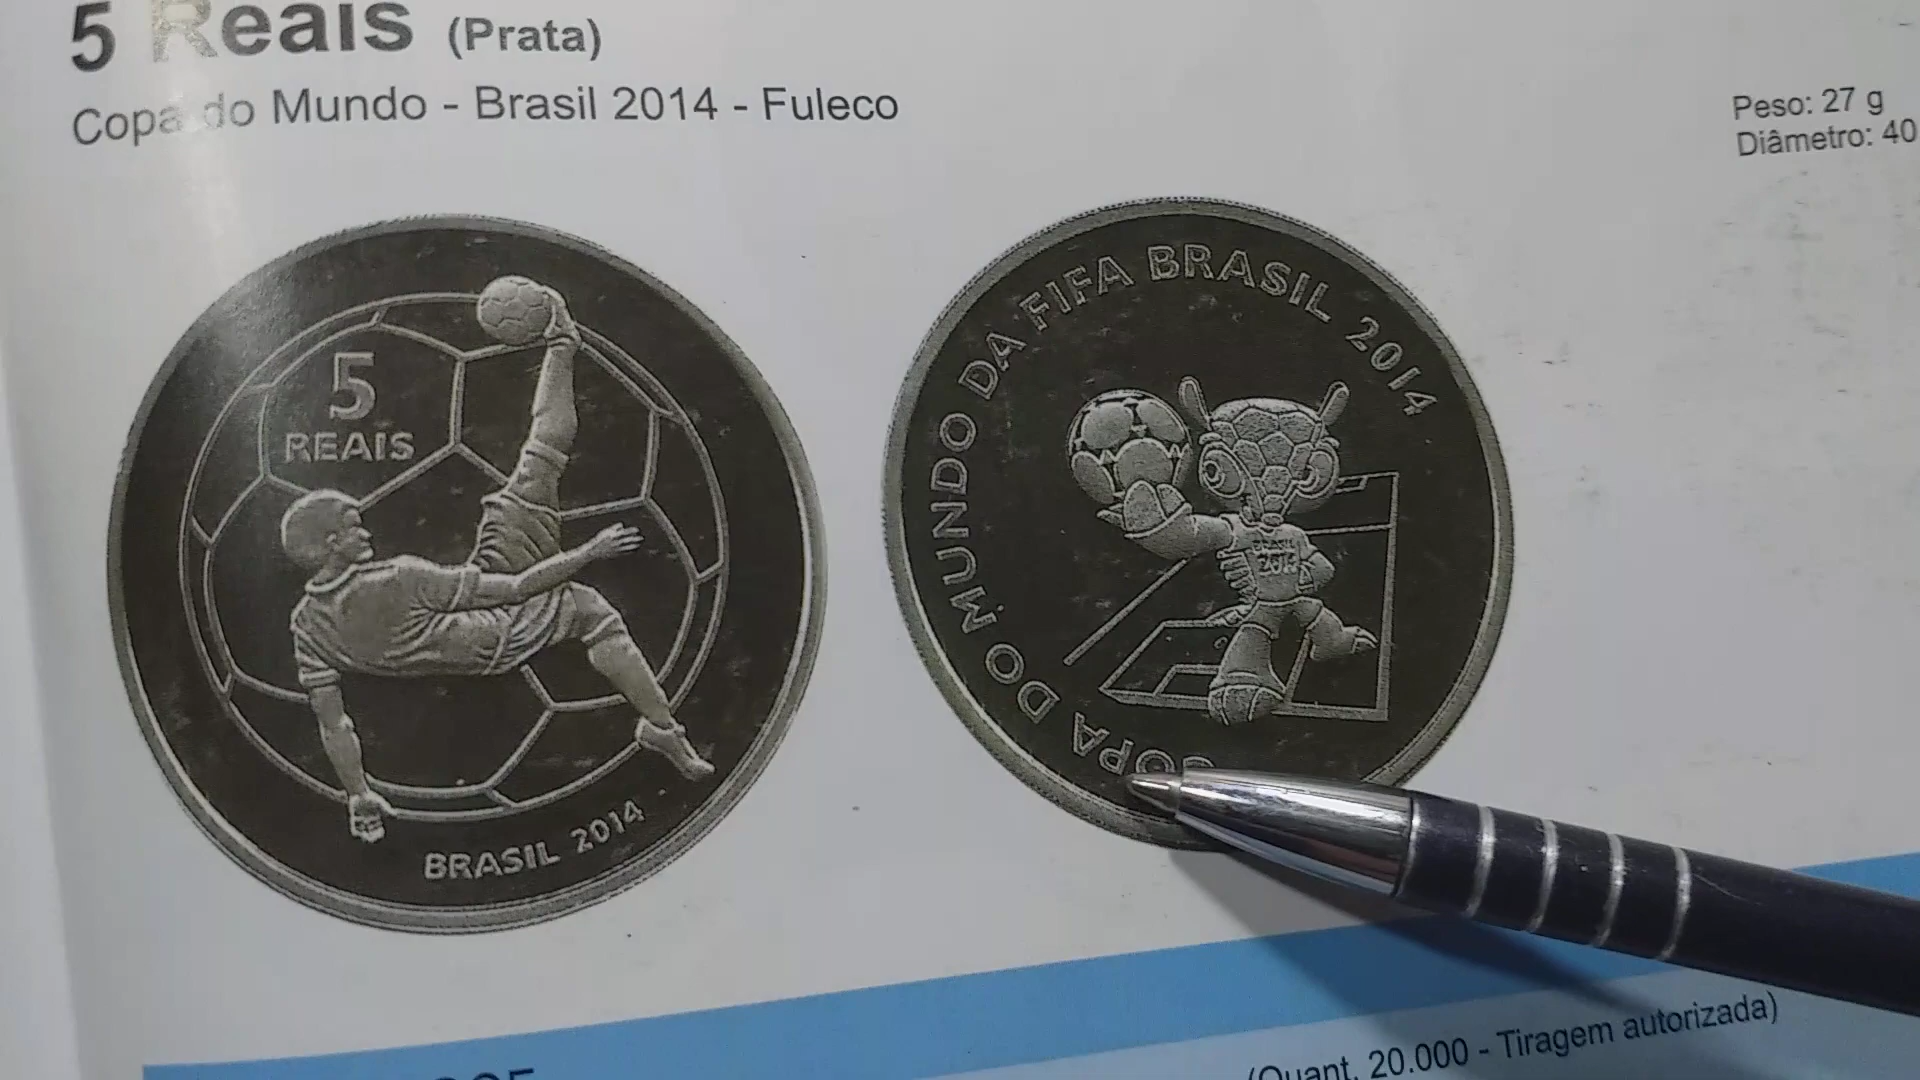 5 Reais (Prata)
Copa do Mundo - Brasil 2014 - Fuleco
Peso: 27 g
Diâmetro: 40
5
REAIS
BRASIL 2014
COPA DO MUNDO DA FIFA BRASIL 2014
BRASIL
2014
(Quant. 20.000 - Tiragem autorizada)